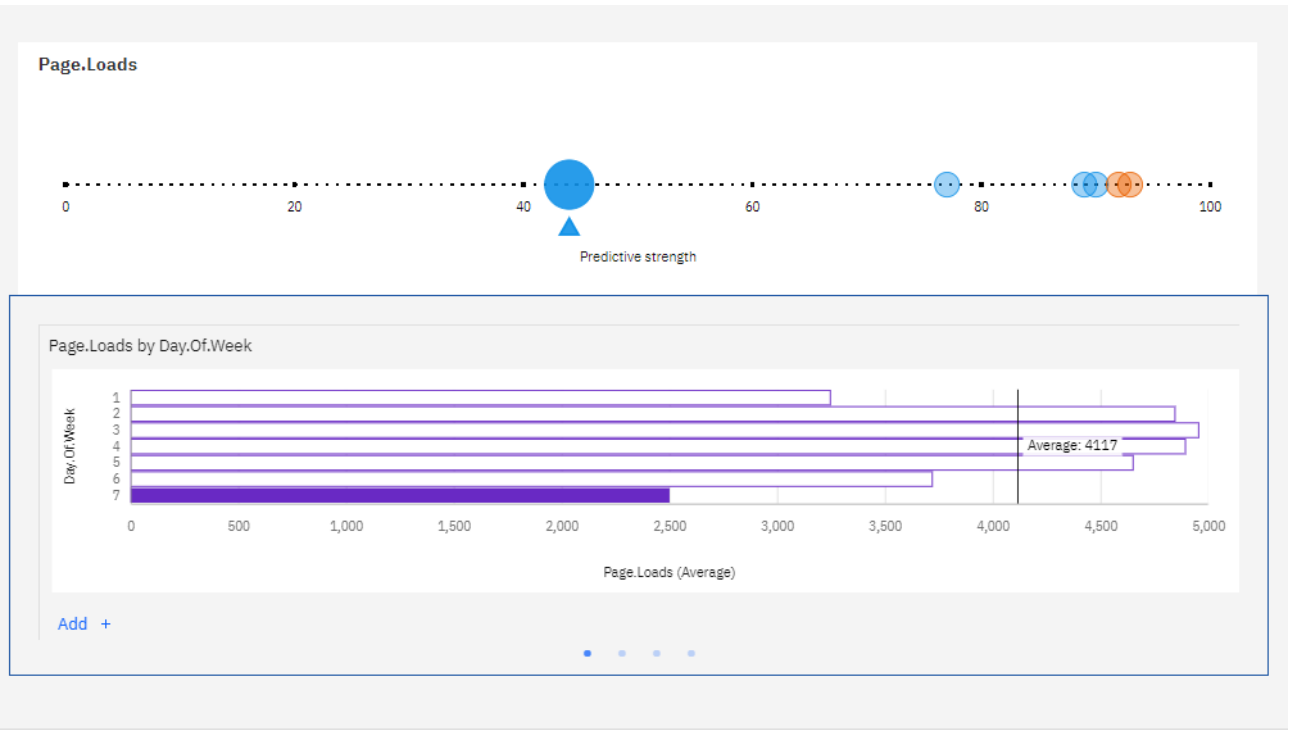 Page.Loads
0 20 40 60 80 100
Predictive strength
Page.Loads by Day.Of.Week
Day.Of.Week
1
2
3
4
Average: 4117
5
6
7
0 500 1,000 1,500 2,000 2,500 3,000 3,500 4,000 4,500 5,000
Page.Loads (Average)
Add +